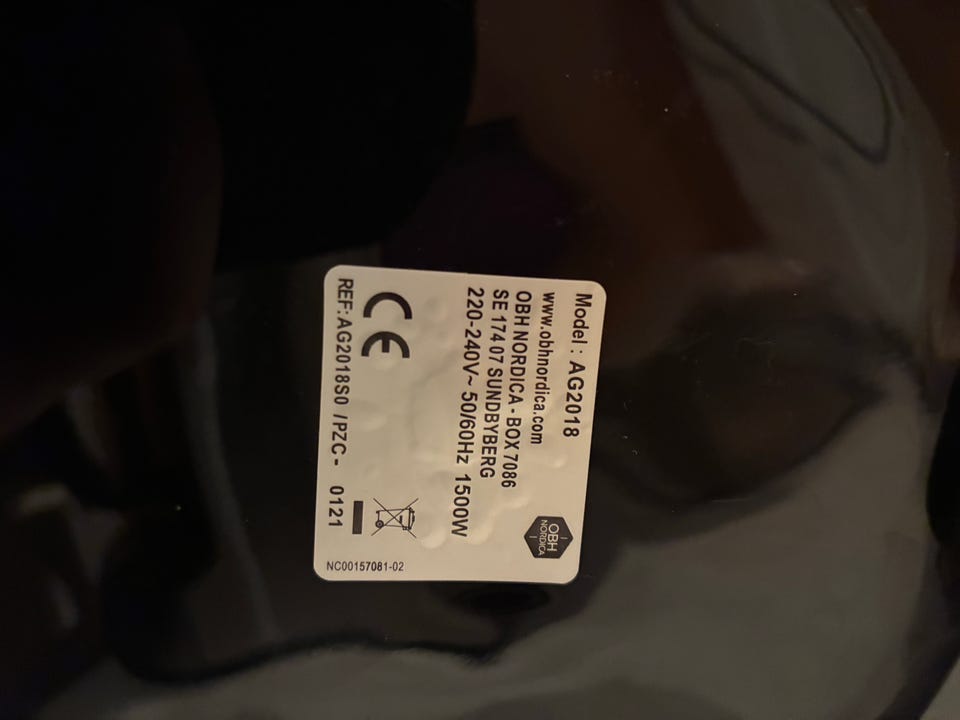 Model : AG2018
www.obhnordica.com
OBH NORDICA - BOX 7086
SE 174 07 SUNDBYBERG
220-240V~ 50/60Hz 1500W
OBH
NORDICA
CE
REF:AG2018S0 /PZC - 0121
NC00157081-02